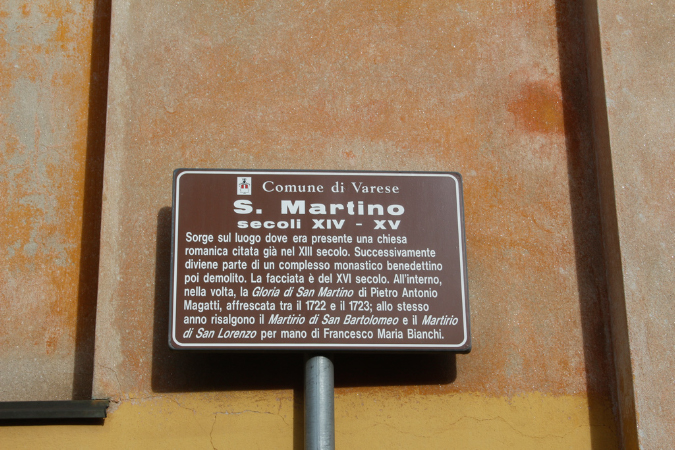 Comune di Varese
S. Martino
secoli XIV - XV
Sorge sul luogo dove era presente una chiesa
romanica citata già nel XIII secolo. Successivamente
diviene parte di un complesso monastico benedettino
poi demolito. La facciata è del XVI secolo. All'interno,
nella volta, la Gloria di San Martino di Pietro Antonio
Magatti, affrescata tra il 1722 e il 1723; allo stesso
anno risalgono il Martirio di San Bartolomeo e il Martirio
di San Lorenzo per mano di Francesco Maria Bianchi.